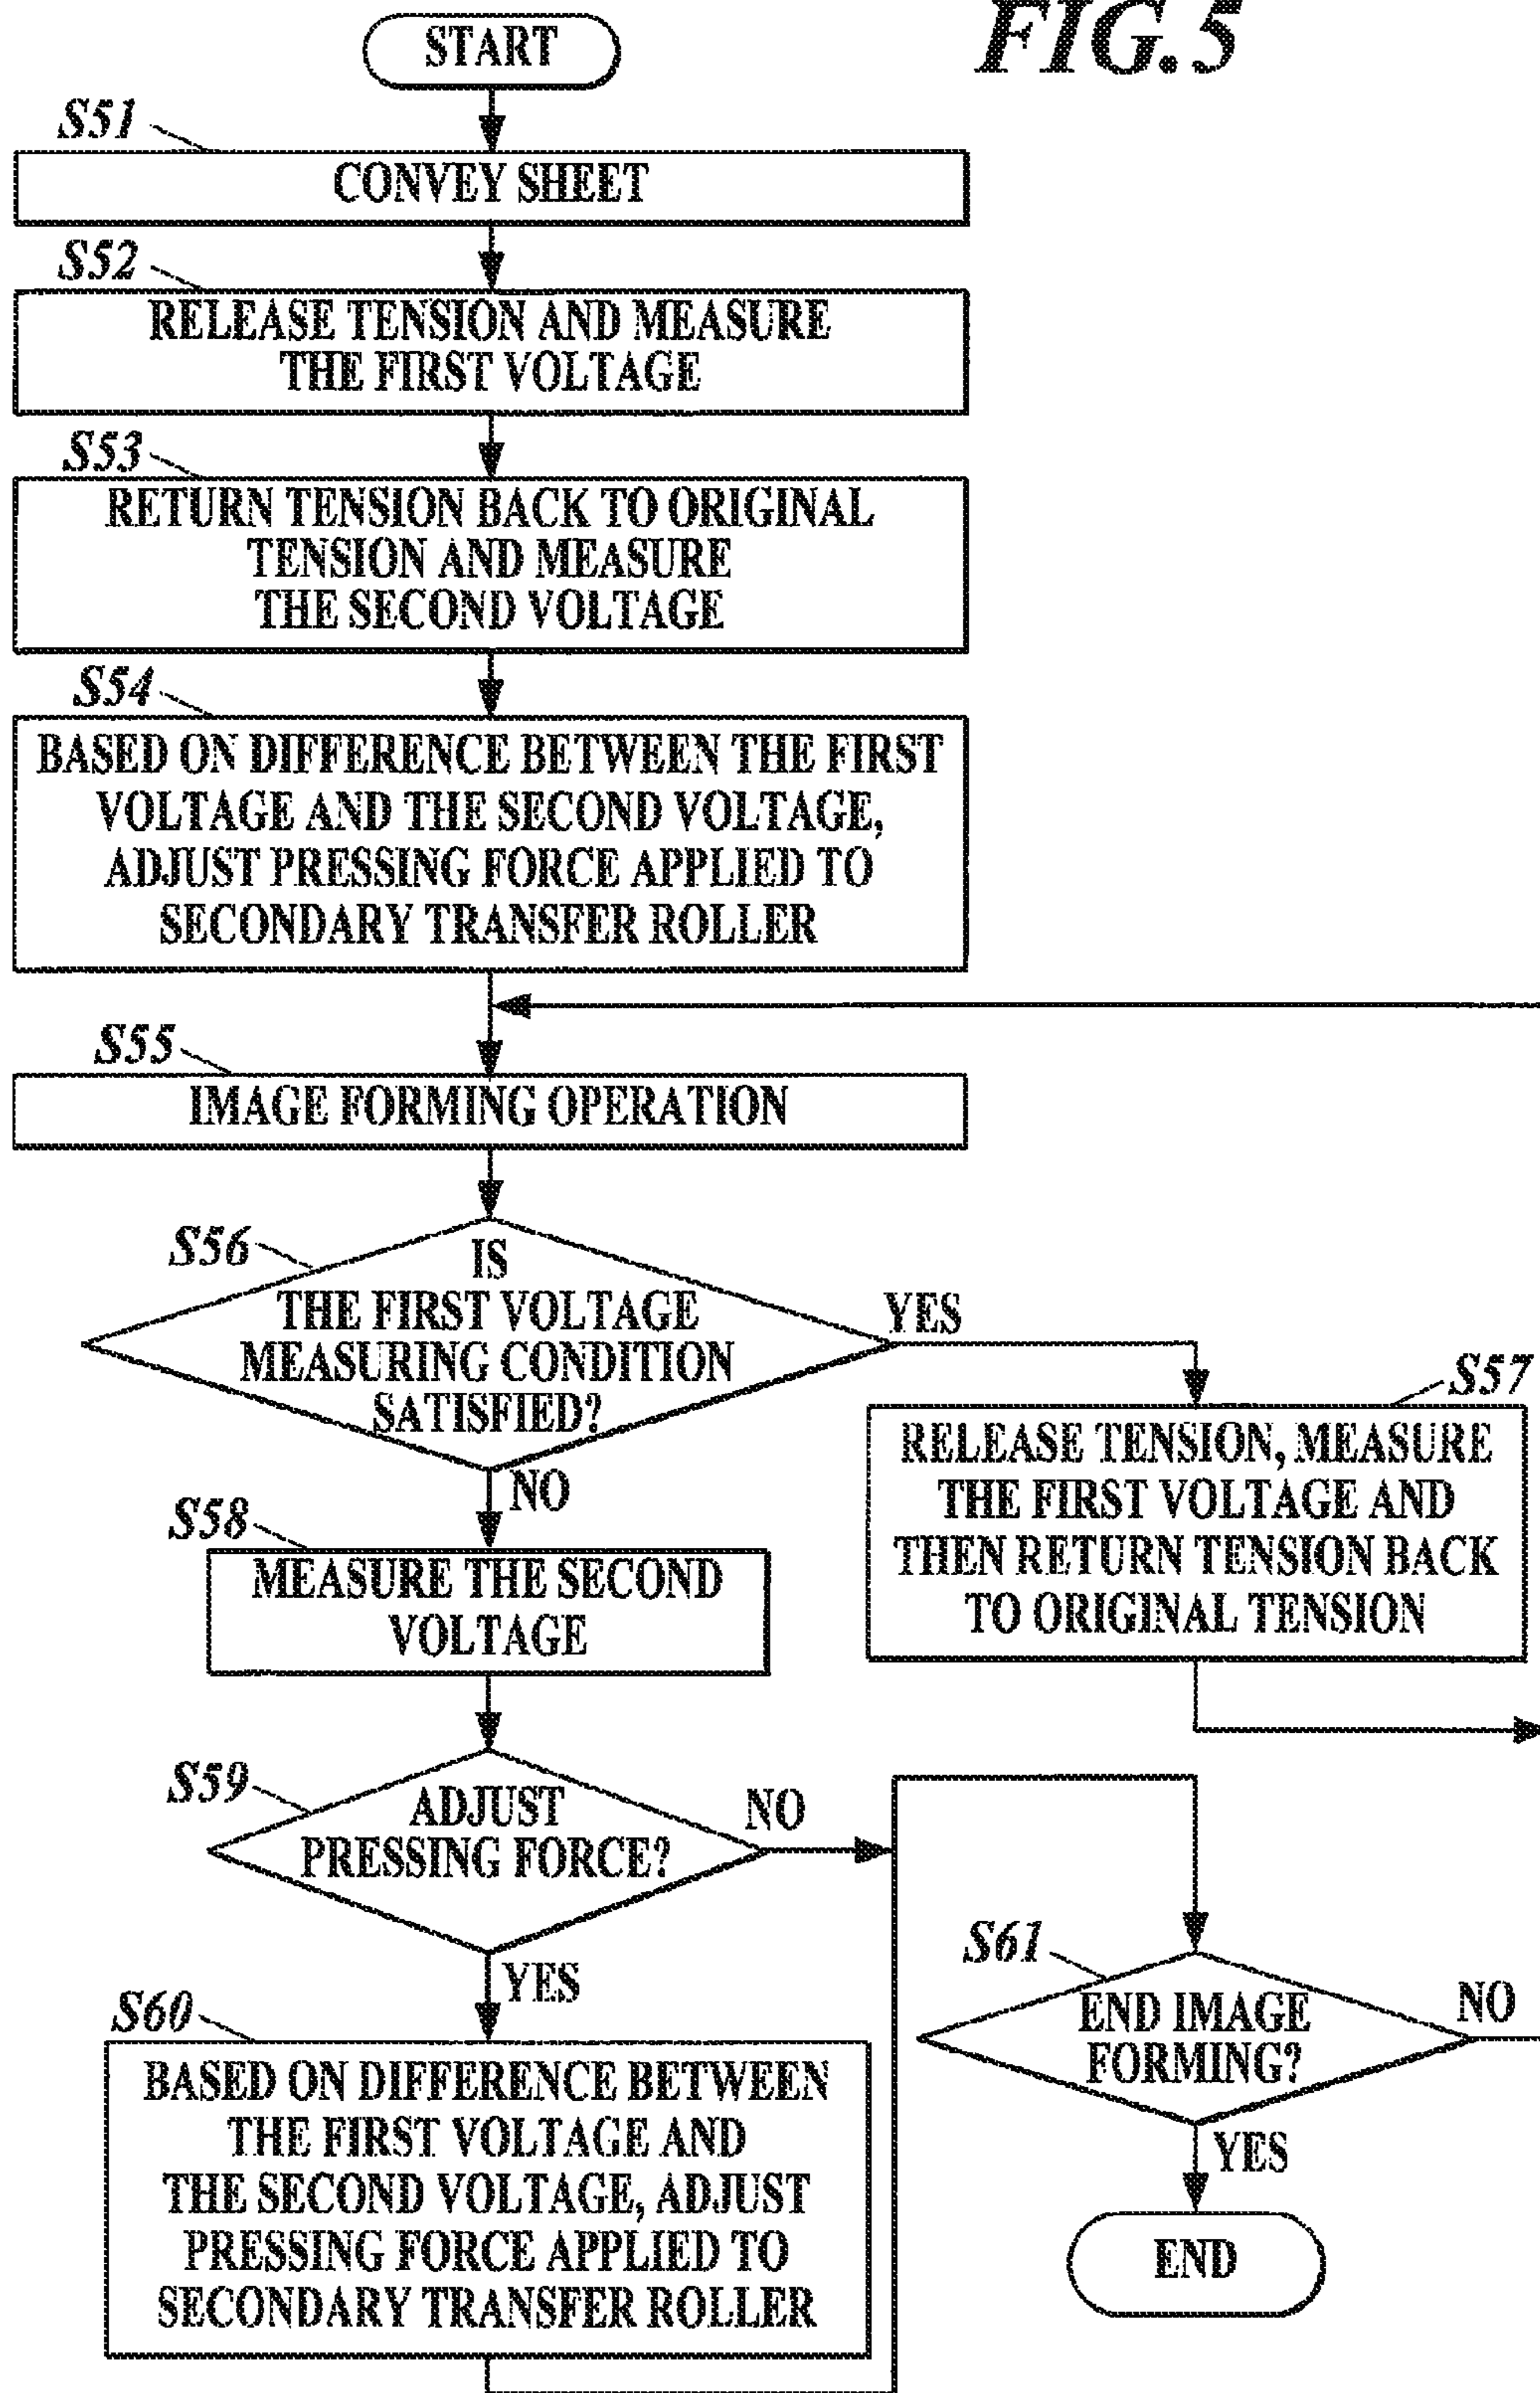 FIG.5
START
S51
CONVEY SHEET
S52
RELEASE TENSION AND MEASURE
THE FIRST VOLTAGE
S53
RETURN TENSION BACK TO ORIGINAL
TENSION AND MEASURE
THE SECOND VOLTAGE
S54
BASED ON DIFFERENCE BETWEEN THE FIRST
VOLTAGE AND THE SECOND VOLTAGE,
ADJUST PRESSING FORCE APPLIED TO
SECONDARY TRANSFER ROLLER
S55
IMAGE FORMING OPERATION
S56
IS
THE FIRST VOLTAGE
MEASURING CONDITION
SATISFIED?
YES
NO
S57
RELEASE TENSION, MEASURE
THE FIRST VOLTAGE AND
THEN RETURN TENSION BACK
TO ORIGINAL TENSION
S58
MEASURE THE SECOND
VOLTAGE
S59
ADJUST
PRESSING FORCE?
NO
YES
S60
BASED ON DIFFERENCE BETWEEN
THE FIRST VOLTAGE AND
THE SECOND VOLTAGE, ADJUST
PRESSING FORCE APPLIED TO
SECONDARY TRANSFER ROLLER
S61
END IMAGE
FORMING?
NO
YES
END